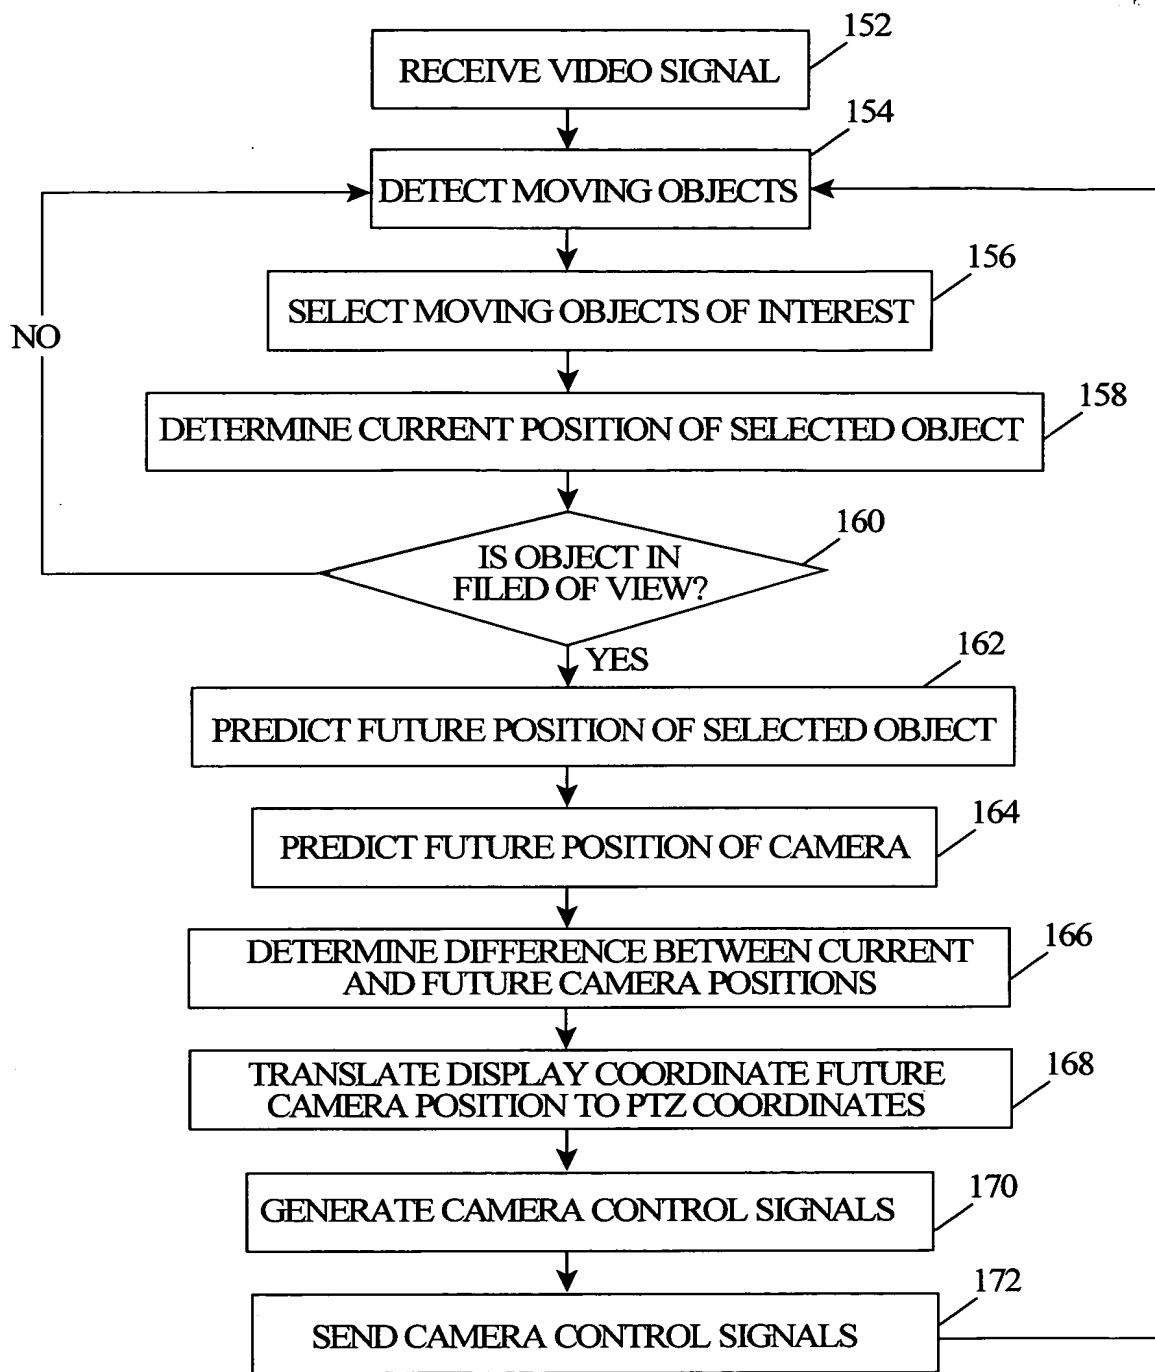 152
RECEIVE VIDEO SIGNAL
154
DETECT MOVING OBJECTS
156
SELECT MOVING OBJECTS OF INTEREST
NO
158
DETERMINE CURRENT POSITION OF SELECTED OBJECT
160
IS OBJECT IN
FILED OF VIEW?
YES
162
PREDICT FUTURE POSITION OF SELECTED OBJECT
164
PREDICT FUTURE POSITION OF CAMERA
166
DETERMINE DIFFERENCE BETWEEN CURRENT
AND FUTURE CAMERA POSITIONS
168
TRANSLATE DISPLAY COORDINATE FUTURE
CAMERA POSITION TO PTZ COORDINATES
170
GENERATE CAMERA CONTROL SIGNALS
172
SEND CAMERA CONTROL SIGNALS